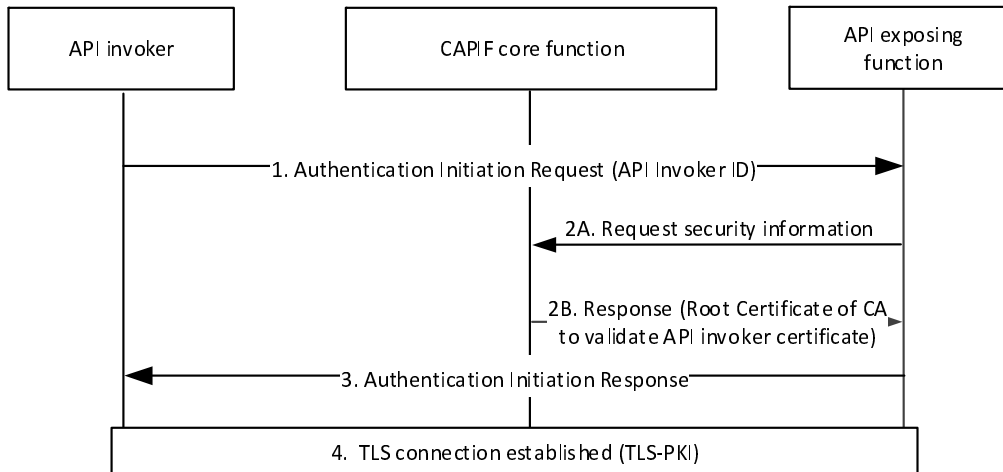 API invoker
CAPIF core function
API exposing
function
1. Authentication Initiation Request (API Invoker ID)
2A. Request security information
2B. Response (Root Certificate of CA
to validate API invoker certificate)
3. Authentication Initiation Response
4. TLS connection established (TLS-PKI)